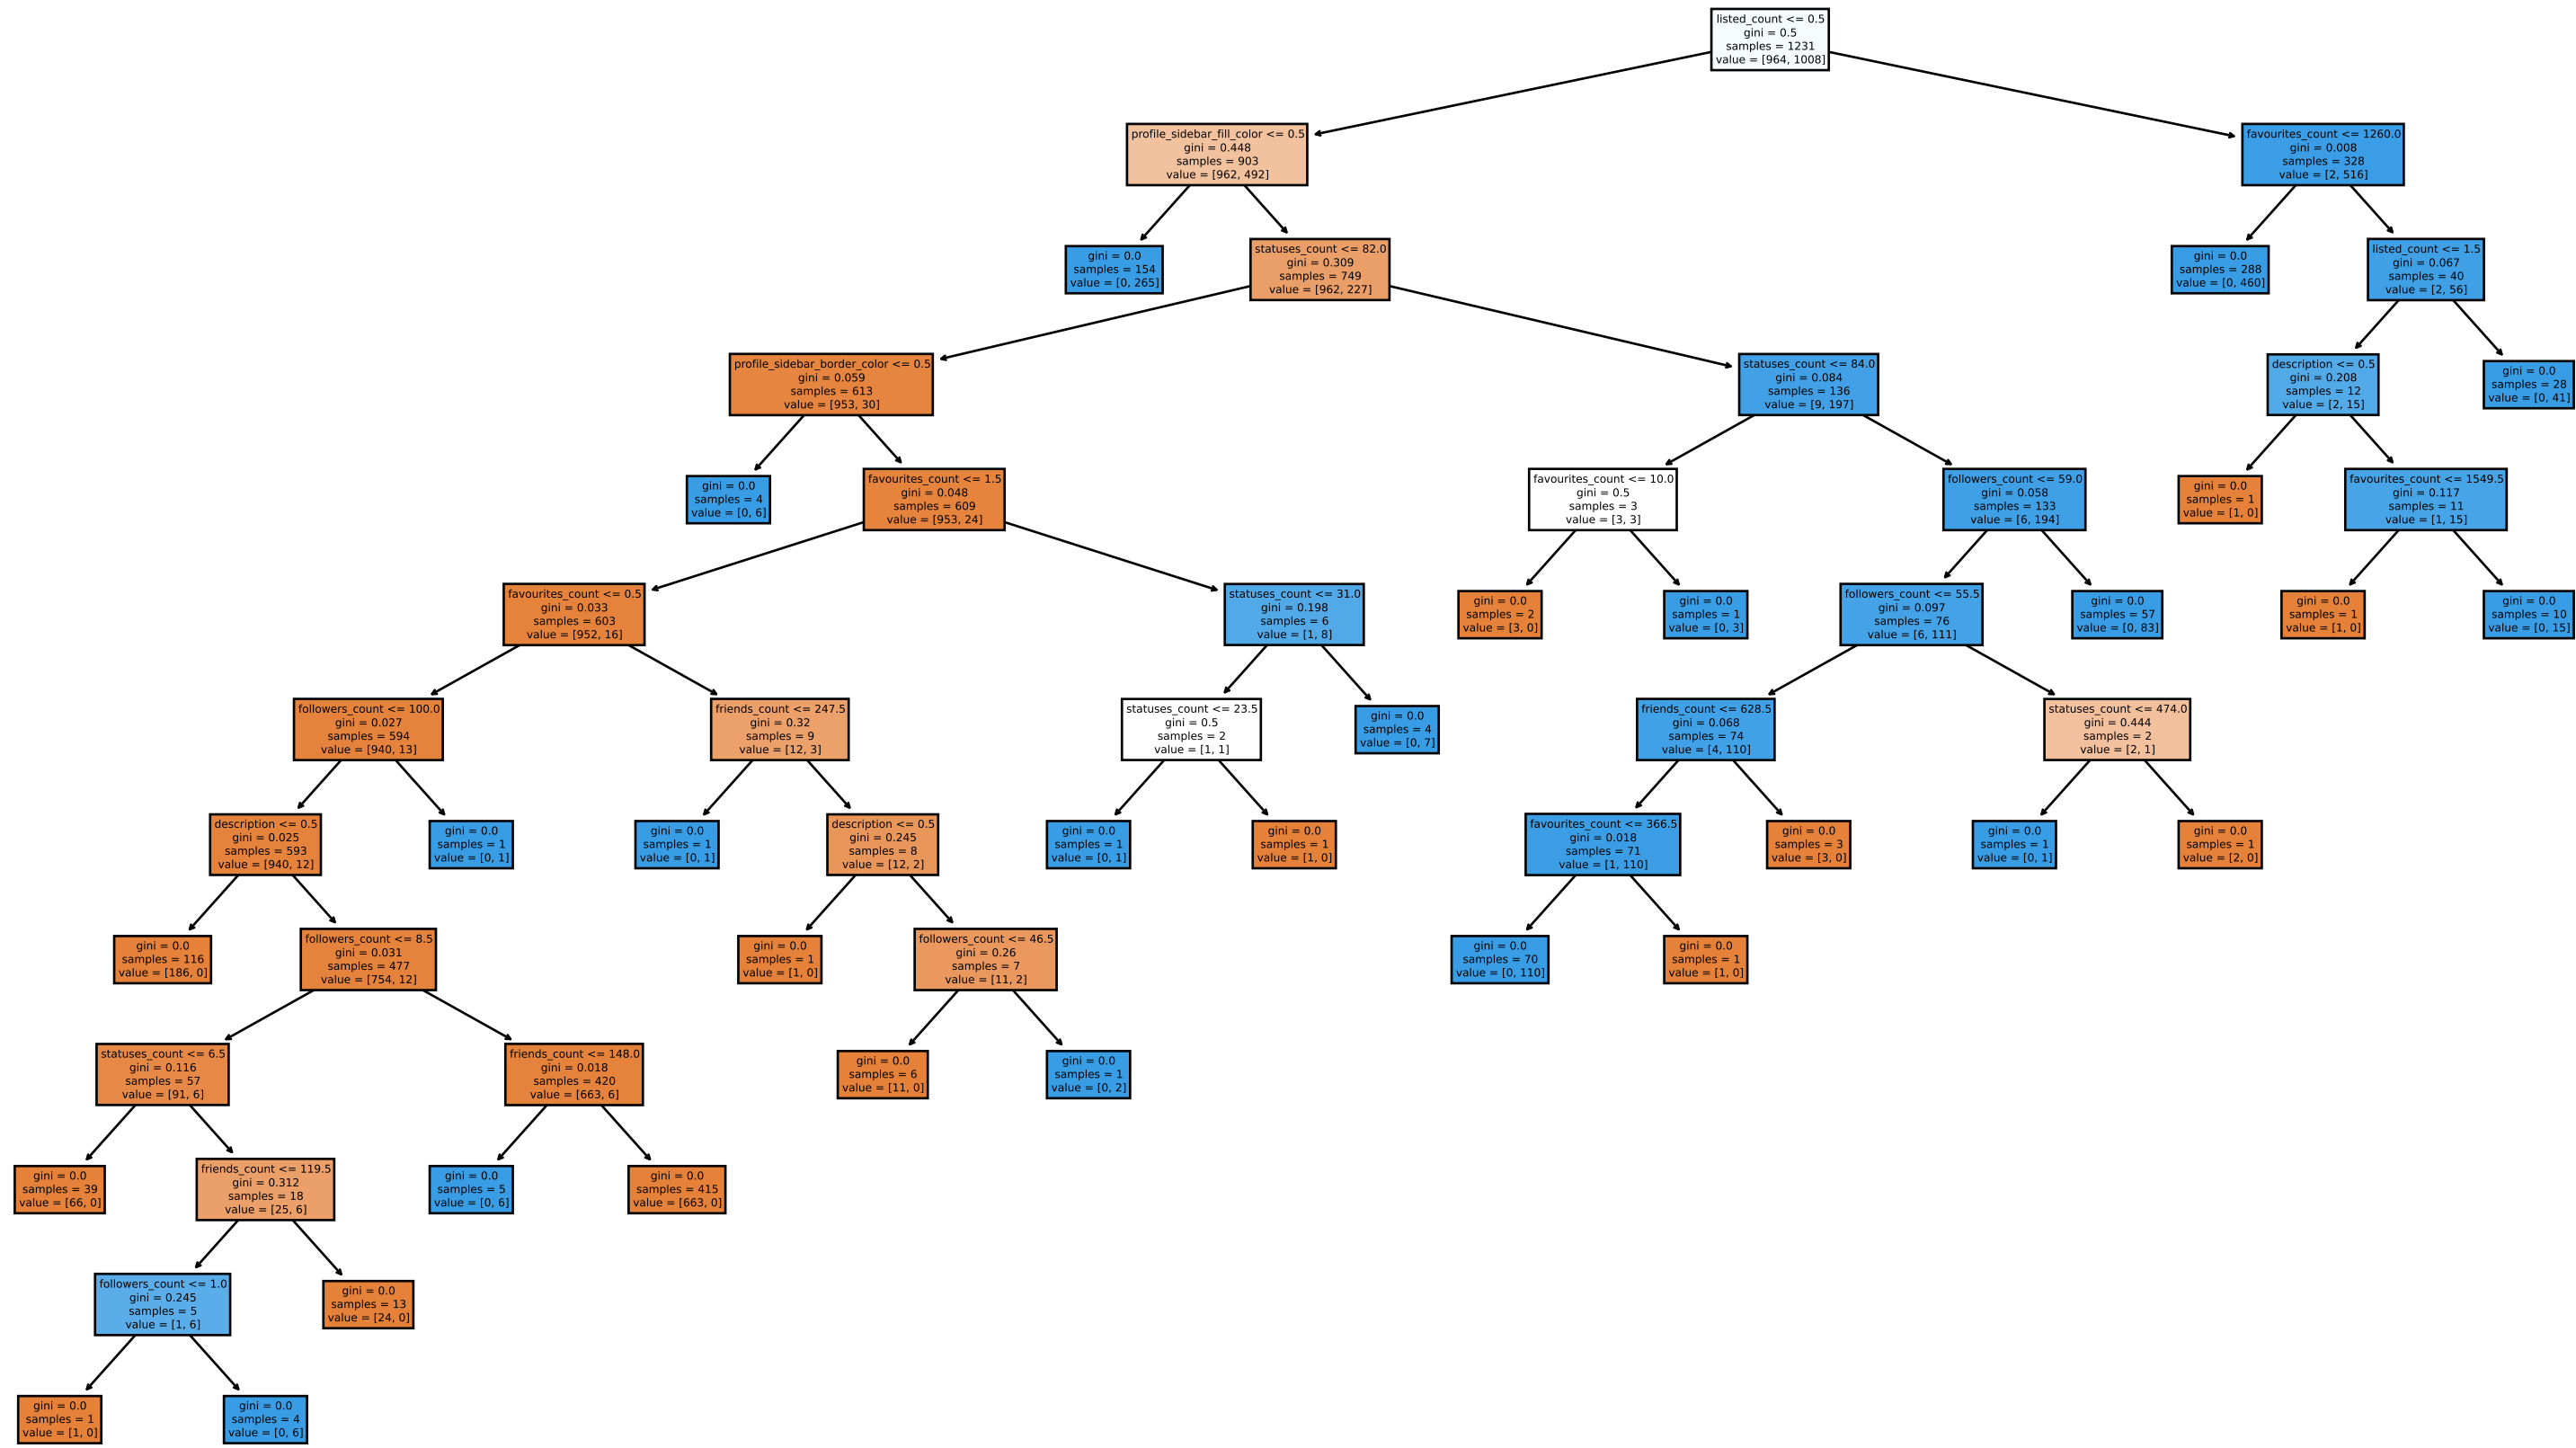 listed_count <= 0.5
gini = 0.5
samples = 1231
value = [964, 1008]
profile_sidebar_fill_color <= 0.5
gini = 0.448
samples = 903
value = [962, 492]
favourites_count <= 1260.0
gini = 0.008
samples = 328
value = [2, 516]
gini = 0.0
samples = 154
value = [0, 265]
statuses_count <= 82.0
gini = 0.309
samples = 749
value = [962, 227]
gini = 0.0
samples = 288
value = [0, 460]
listed_count <= 1.5
gini = 0.067
samples = 40
value = [2, 56]
profile_sidebar_border_color <= 0.5
gini = 0.059
samples = 613
value = [953, 30]
statuses_count <= 84.0
gini = 0.084
samples = 136
value = [9, 197]
description <= 0.5
gini = 0.208
samples = 12
value = [2, 15]
gini = 0.0
samples = 28
value = [0, 41]
gini = 0.0
samples = 4
value = [0, 6]
favourites_count <= 1.5
gini = 0.048
samples = 609
value = [953, 24]
favourites_count <= 10.0
gini = 0.5
samples = 3
value = [3, 3]
followers_count <= 59.0
gini = 0.058
samples = 133
value = [6, 194]
gini = 0.0
samples = 1
value = [1, 0]
favourites_count <= 1549.5
gini = 0.117
samples = 11
value = [1, 15]
favourites_count <= 0.5
gini = 0.033
samples = 603
value = [952, 16]
statuses_count <= 31.0
gini = 0.198
samples = 6
value = [1, 8]
gini = 0.0
samples = 2
value = [3, 0]
gini = 0.0
samples = 1
value = [0, 3]
followers_count <= 55.5
gini = 0.097
samples = 76
value = [6, 111]
gini = 0.0
samples = 57
value = [0, 83]
gini = 0.0
samples = 1
value = [1, 0]
gini = 0.0
samples = 10
value = [0, 15]
followers_count <= 100.0
gini = 0.027
samples = 594
value = [940, 13]
friends_count <= 247.5
gini = 0.32
samples = 9
value = [12, 3]
statuses_count <= 23.5
gini = 0.5
samples = 2
value = [1, 1]
gini = 0.0
samples = 4
value = [0, 7]
friends_count <= 628.5
gini = 0.068
samples = 74
value = [4, 110]
statuses_count <= 474.0
gini = 0.444
samples = 2
value = [2, 1]
description <= 0.5
gini = 0.025
samples = 593
value = [940, 12]
gini = 0.0
samples = 1
value = [0, 1]
gini = 0.0
samples = 1
value = [0, 1]
description <= 0.5
gini = 0.245
samples = 8
value = [12, 2]
gini = 0.0
samples = 1
value = [0, 1]
gini = 0.0
samples = 1
value = [1, 0]
favourites_count <= 366.5
gini = 0.018
samples = 71
value = [1, 110]
gini = 0.0
samples = 3
value = [3, 0]
gini = 0.0
samples = 1
value = [0, 1]
gini = 0.0
samples = 1
value = [2, 0]
gini = 0.0
samples = 116
value = [186, 0]
followers_count <= 8.5
gini = 0.031
samples = 477
value = [754, 12]
gini = 0.0
samples = 1
value = [1, 0]
followers_count <= 46.5
gini = 0.26
samples = 7
value = [11, 2]
gini = 0.0
samples = 70
value = [0, 110]
gini = 0.0
samples = 1
value = [1, 0]
statuses_count <= 6.5
gini = 0.116
samples = 57
value = [91, 6]
friends_count <= 148.0
gini = 0.018
samples = 420
value = [663, 6]
gini = 0.0
samples = 6
value = [11, 0]
gini = 0.0
samples = 1
value = [0, 2]
gini = 0.0
samples = 39
value = [66, 0]
friends_count <= 119.5
gini = 0.312
samples = 18
value = [25, 6]
gini = 0.0
samples = 5
value = [0, 6]
gini = 0.0
samples = 415
value = [663, 0]
followers_count <= 1.0
gini = 0.245
samples = 5
value = [1, 6]
gini = 0.0
samples = 13
value = [24, 0]
gini = 0.0
samples = 1
value = [1, 0]
gini = 0.0
samples = 4
value = [0, 6]